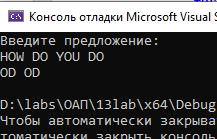 Консоль отладки Microsoft Visual S
Введите предложение:
HOW DO YOU DO
OD OD
D:\labs\ОАП\13lab\x64\Debug
Чтобы автоматически закрыва
томатически закрыть консоль